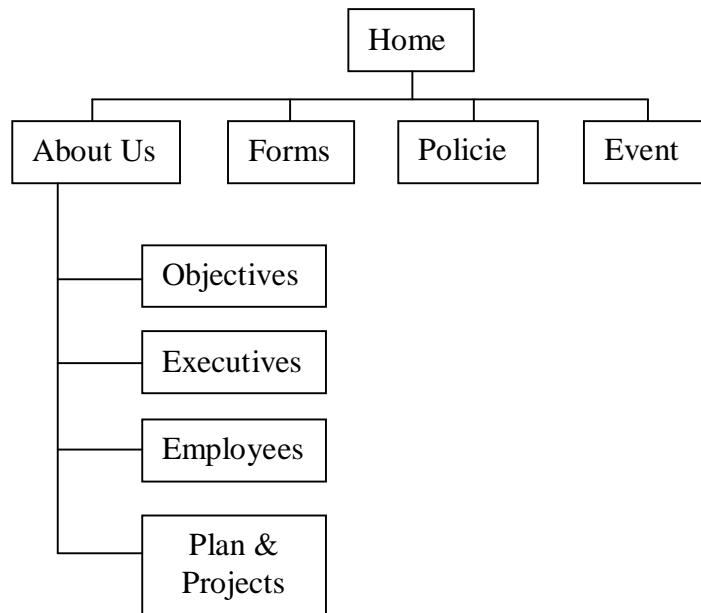 Home
About Us
Forms
Policie
Event
Objectives
Executives
Employees
Plan &
Projects